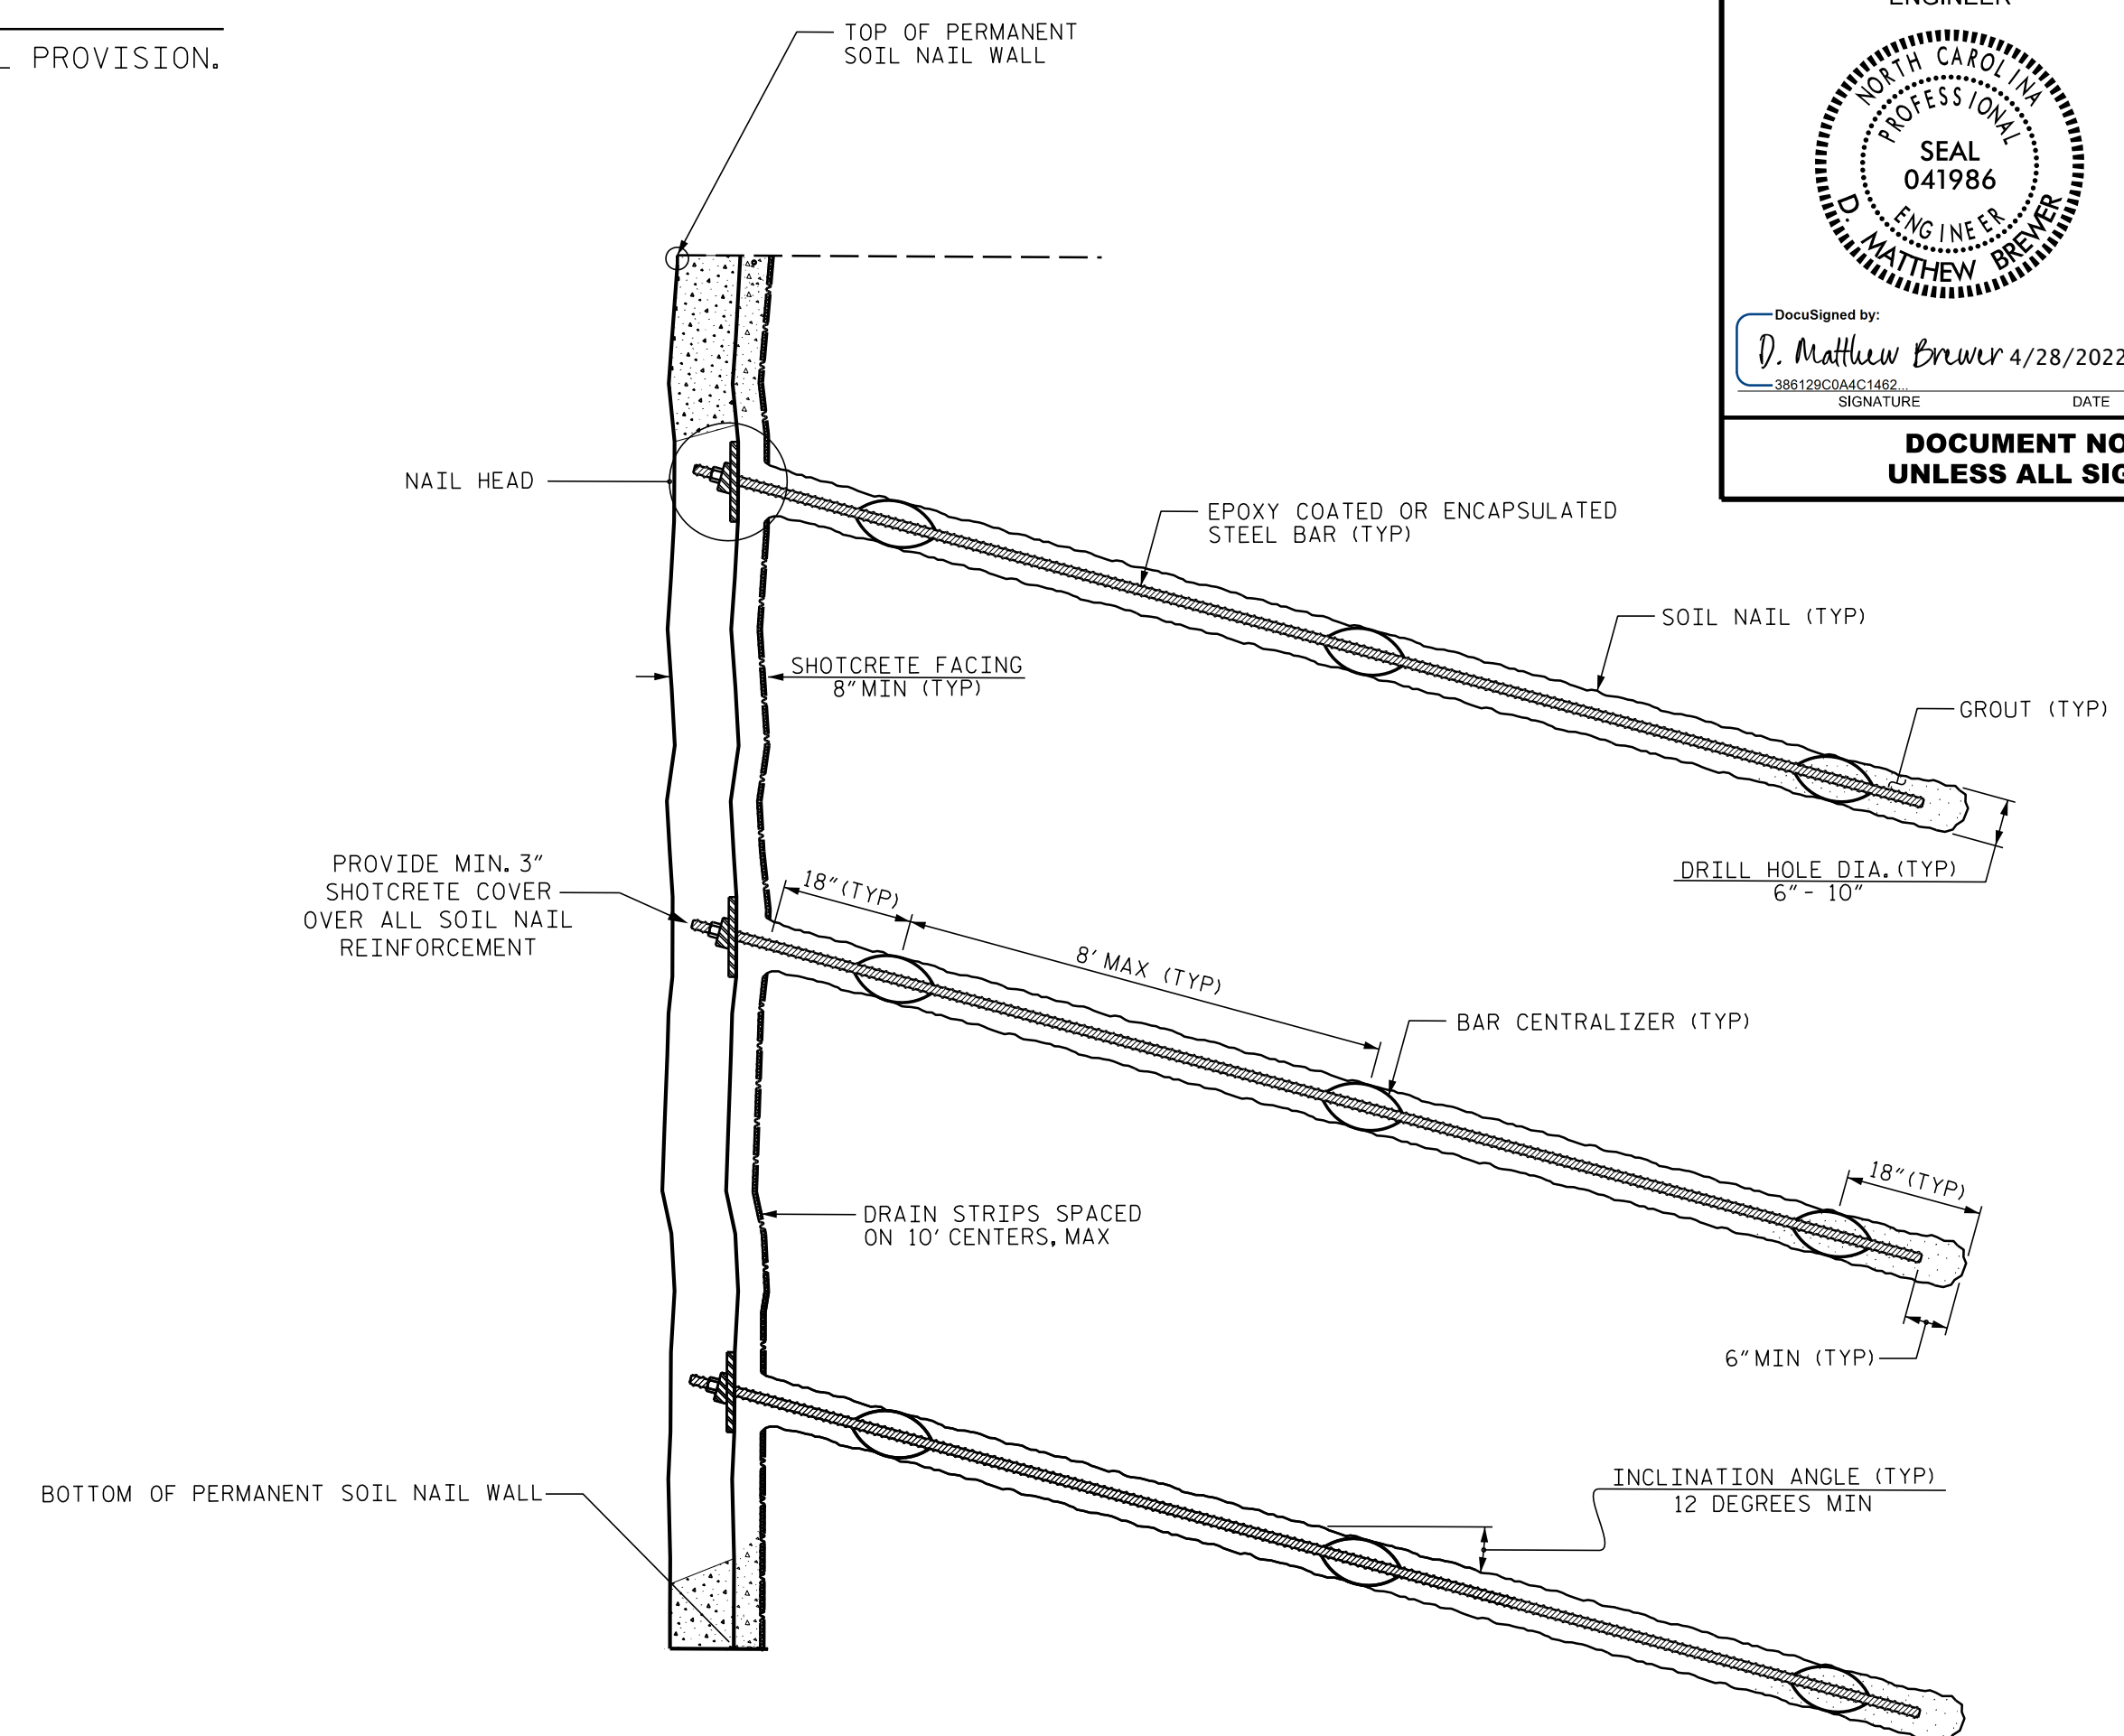 PROVISION.
TOP OF PERMANENT
SOIL NAIL WALL
ENGINEER
NORTH CAROLINA
PROFESSIONAL
SEAL
041986
ENGINEER
D. MATTHEW BREWER
DocuSigned by:
D. Matthew Brewer 4/28/2022
386129C0A4C1462...
SIGNATURE DATE
DOCUMENT NO
UNLESS ALL SIG
NAIL HEAD
EPOXY COATED OR ENCAPSULATED
STEEL BAR (TYP)
SOIL NAIL (TYP)
SHOTCRETE FACING
8" MIN (TYP)
GROUT (TYP)
DRILL HOLE DIA. (TYP)
6" - 10"
PROVIDE MIN. 3"
SHOTCRETE COVER
OVER ALL SOIL NAIL
REINFORCEMENT
18" (TYP)
8' MAX (TYP)
BAR CENTRALIZER (TYP)
18" (TYP)
DRAIN STRIPS SPACED
ON 10' CENTERS, MAX
6" MIN (TYP)
INCLINATION ANGLE (TYP)
12 DEGREES MIN
BOTTOM OF PERMANENT SOIL NAIL WALL